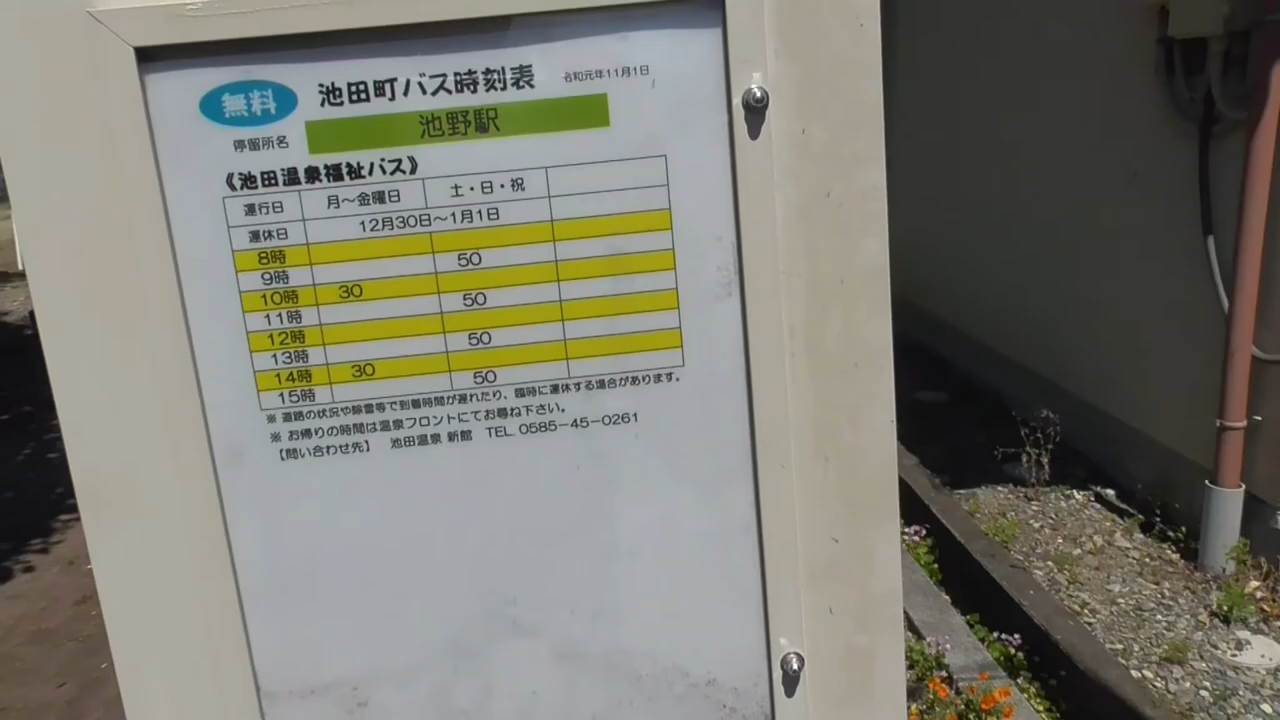 無料 池田町バス時刻表 令和元年11月1日
停留所名 池野駅
《池田温泉福祉バス》
運行日 月～金曜日 土・日・祝
運休日 12月30日～1月1日
8時
9時 50
10時 30
11時 50
12時
13時 50
14時 30
15時 50
※ 道路の状況や除雪等で到着時間が遅れたり、臨時に運休する場合があります。
※ お帰りの時間は温泉フロントにてお尋ね下さい。
【問い合わせ先】 池田温泉 新館 TEL. 0585-45-0261